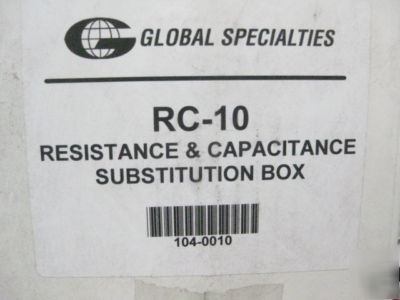 GLOBAL SPECIALTIES
RC-10
RESISTANCE & CAPACITANCE
SUBSTITUTION BOX
104-0010